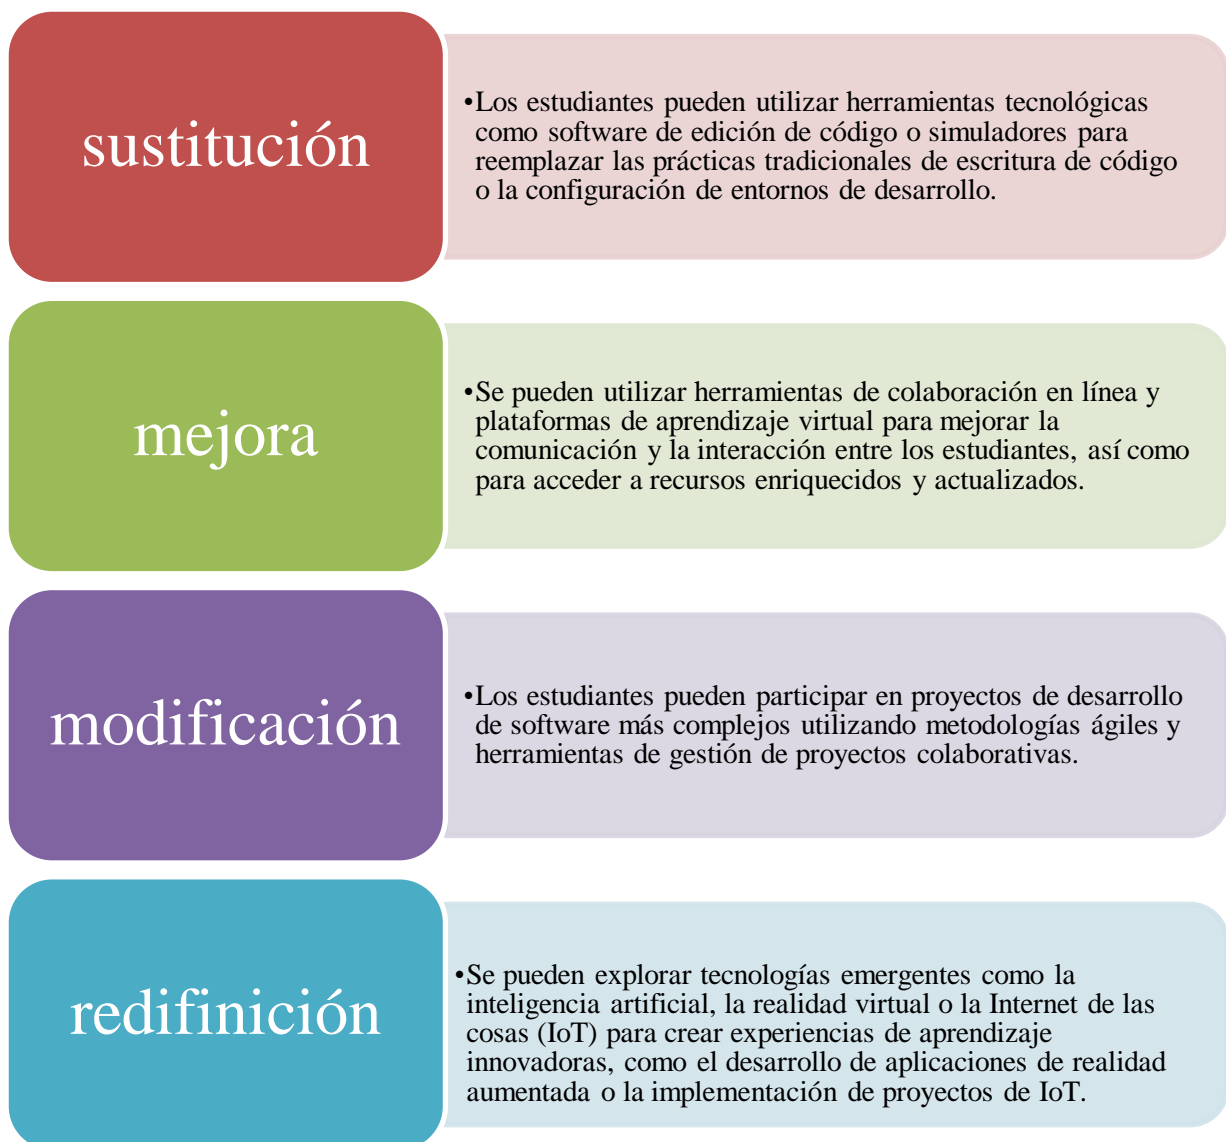 sustitución
•Los estudiantes pueden utilizar herramientas tecnológicas
como software de edición de código o simuladores para
reemplazar las prácticas tradicionales de escritura de código
o la configuración de entornos de desarrollo.
mejora
•Se pueden utilizar herramientas de colaboración en línea y
plataformas de aprendizaje virtual para mejorar la
comunicación y la interacción entre los estudiantes, así como
para acceder a recursos enriquecidos y actualizados.
modificación
•Los estudiantes pueden participar en proyectos de desarrollo
de software más complejos utilizando metodologías ágiles y
herramientas de gestión de proyectos colaborativas.
redifinición
•Se pueden explorar tecnologías emergentes como la
inteligencia artificial, la realidad virtual o la Internet de las
cosas (IoT) para crear experiencias de aprendizaje
innovadoras, como el desarrollo de aplicaciones de realidad
aumentada o la implementación de proyectos de IoT.